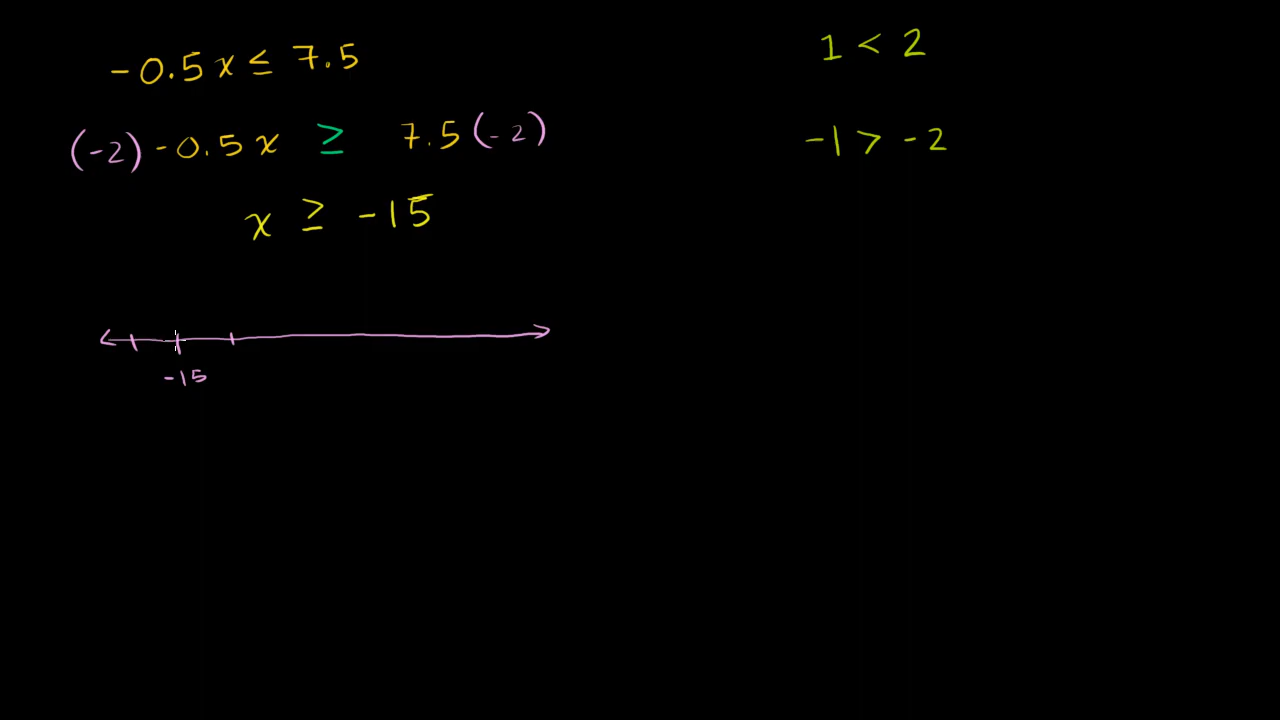 -0.5x ≤ 7.5
(-2) -0.5x ≥ 7.5 (-2)
x ≥ -15
-15
1 < 2
-1 > -2